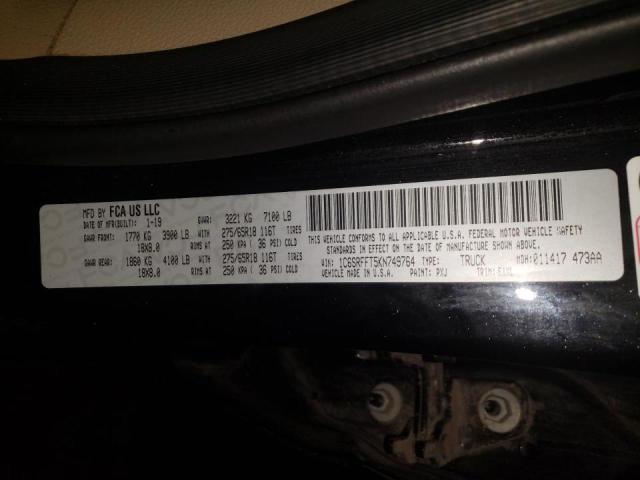 MFD BY FCA US LLC
DATE OF MFR(BUILT): 1-19 GVWR: 3221 KG 7100 LB
GAWR FRONT: 1770 KG 3900 LB WITH 275/65R18 116T TIRES
18X8.0 RIMS AT 250 KPA ( 36 PSI) COLD
GAWR REAR: 1860 KG 4100 LB WITH 275/65R18 116T TIRES
18X8.0 RIMS AT 250 KPA ( 36 PSI) COLD
THIS VEHICLE CONFORMS TO ALL APPLICABLE U.S.A. FEDERAL MOTOR VEHICLE SAFETY
STANDARDS IN EFFECT ON THE DATE OF MANUFACTURE SHOWN ABOVE.
VIN: 1C6SRFFT5KN749764 TYPE: TRUCK MDH: 011417 473AA
VEHICLE MADE IN U.S.A. PAINT: PXJ TRIM: